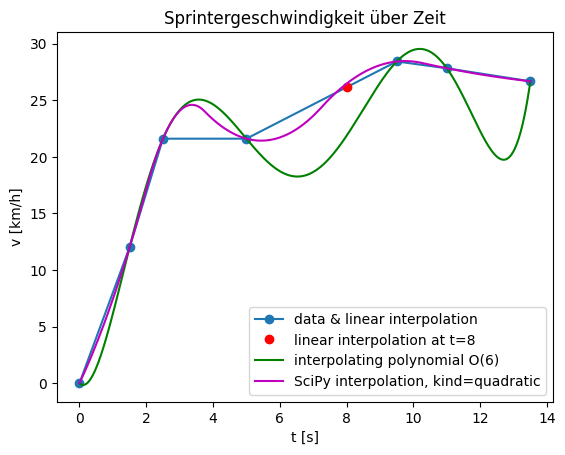 Sprintergeschwindigkeit über Zeit
v [km/h]
30
25
20
15
10
5
0
data & linear interpolation
linear interpolation at t=8
interpolating polynomial O(6)
SciPy interpolation, kind=quadratic
0 2 4 6 8 10 12 14
t [s]